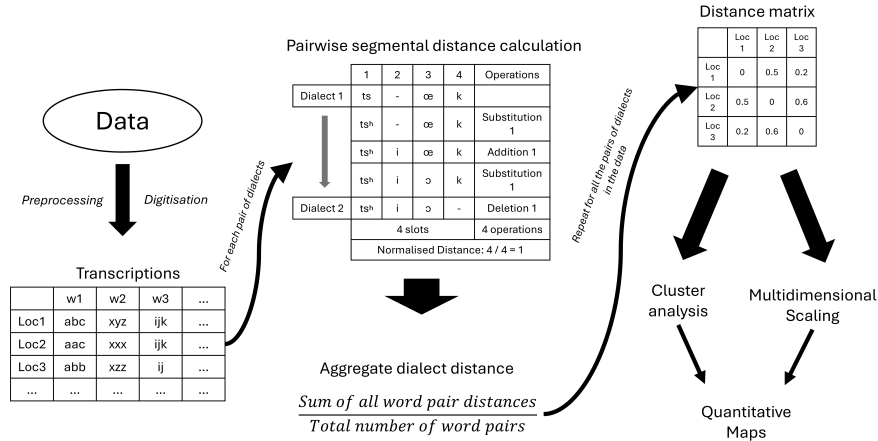 Data
Preprocessing
Digitisation
Transcriptions
w1 w2 w3 ...
Loc1 abc xyz ijk ...
Loc2 aac xxx ijk ...
Loc3 abb xzz ij ...
... ... ... ... ...
For each pair of dialects
Pairwise segmental distance calculation
1 2 3 4 Operations
Dialect 1 ts - œ k
tsʰ - œ k Substitution
1
tsʰ i œ k Addition 1
tsʰ i ɔ k Substitution
1
Dialect 2 tsʰ i ɔ - Deletion 1
4 slots 4 operations
Normalised Distance: 4 / 4 = 1
Aggregate dialect distance
Sum of all word pair distances
Total number of word pairs
Repeat for all the pairs of dialects
in the data
Distance matrix
Loc Loc Loc
1 2 3
Loc
1 0 0.5 0.2
Loc
2 0.5 0 0.6
Loc
3 0.2 0.6 0
Cluster
analysis
Multidimensional
Scaling
Quantitative
Maps